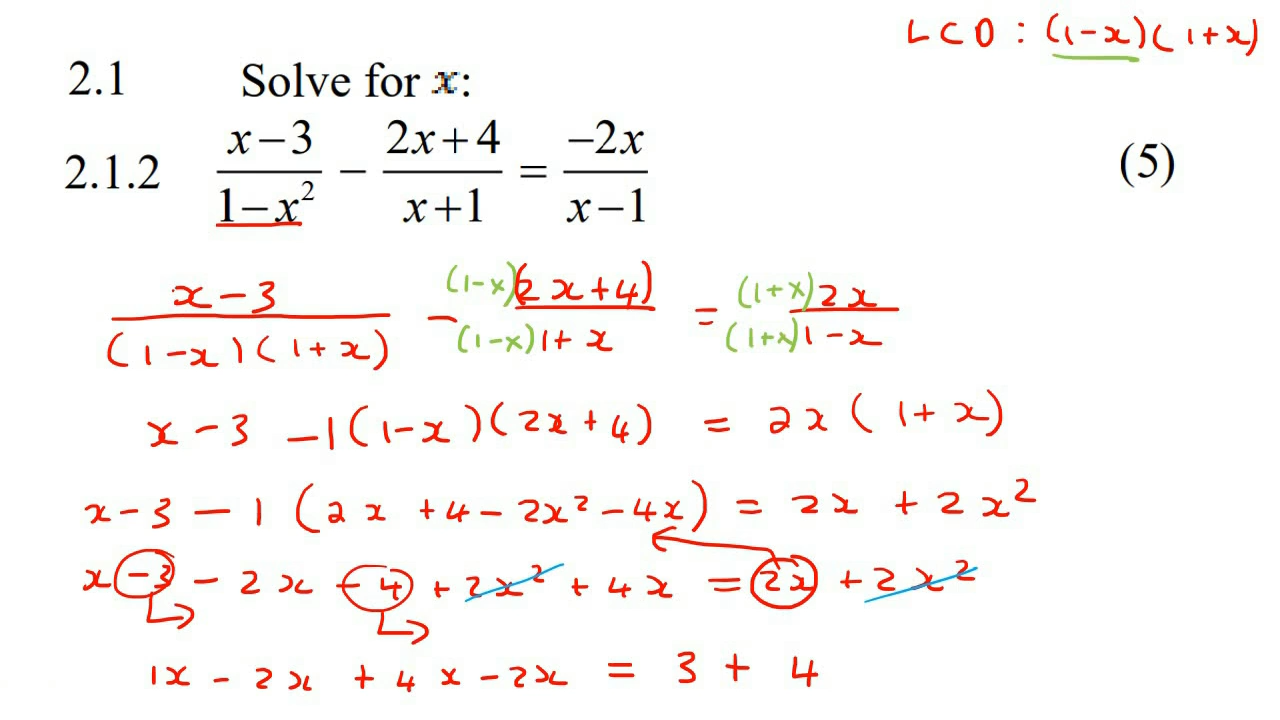 LCD : (1-x)(1+x)
2.1 Solve for x:
2.1.2 (x-3)/(1-x²) - (2x+4)/(x+1) = (-2x)/(x-1) (5)
(x-3)/((1-x)(1+x)) - ((1-x)(2x+4))/((1-x)1+x) = ((1+x)2x)/((1+x)1-x)
x-3 -1(1-x)(2x+4) = 2x(1+x)
x-3-1(2x+4-2x²-4x) = 2x+2x²
x-3-2x-4+2x²+4x = 2x+2x²
1x-2x+4x-2x = 3+4